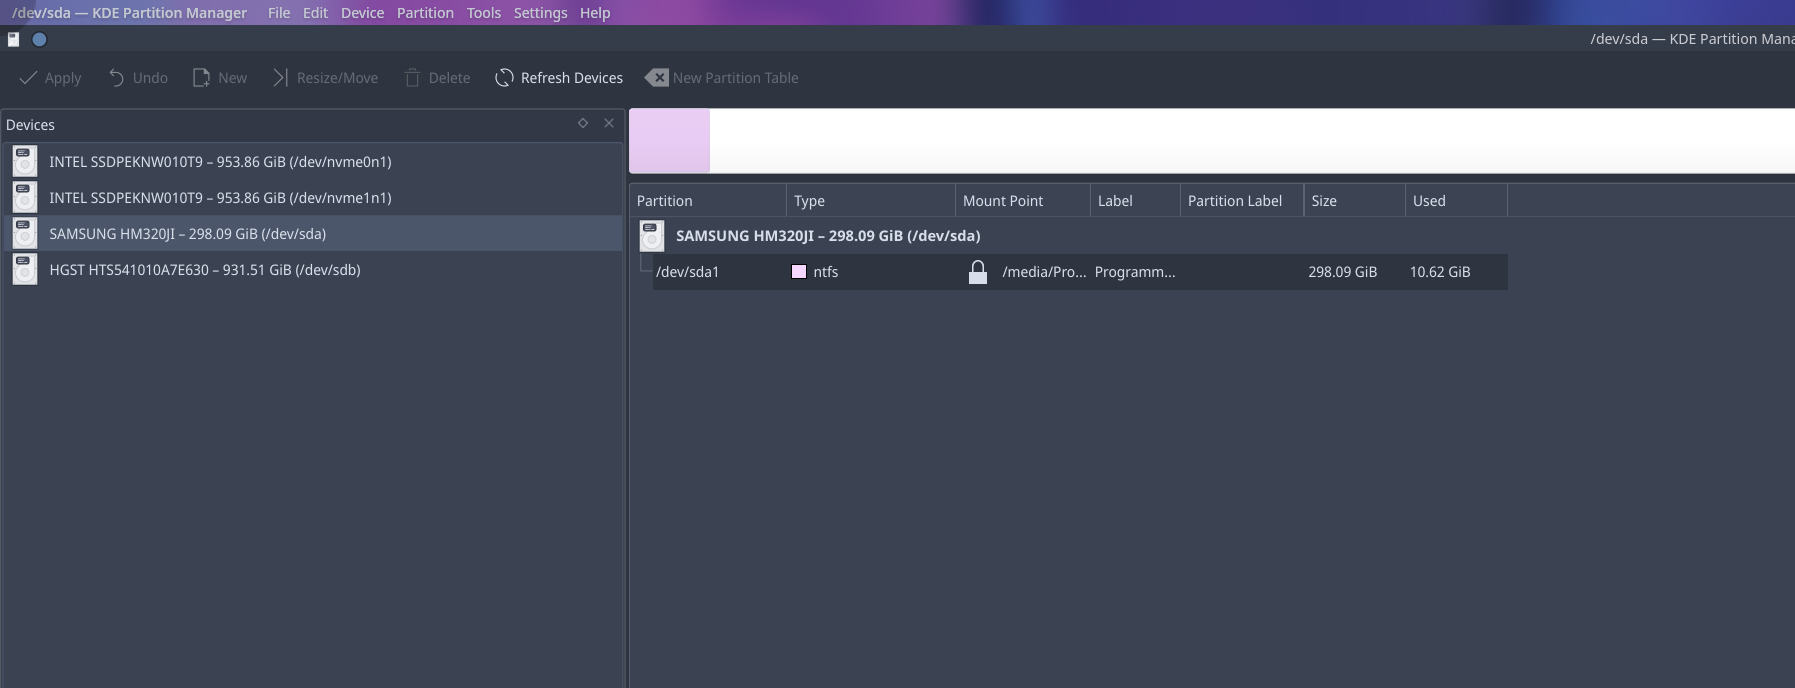 /dev/sda — KDE Partition Manager File Edit Device Partition Tools Settings Help
/dev/sda — KDE Partition Mana
Apply Undo New Resize/Move Delete Refresh Devices New Partition Table
Devices
INTEL SSDPEKNW010T9 – 953.86 GiB (/dev/nvme0n1)
INTEL SSDPEKNW010T9 – 953.86 GiB (/dev/nvme1n1)
SAMSUNG HM320JI – 298.09 GiB (/dev/sda)
HGST HTS541010A7E630 – 931.51 GiB (/dev/sdb)
Partition Type Mount Point Label Partition Label Size Used
SAMSUNG HM320JI – 298.09 GiB (/dev/sda)
/dev/sda1 ntfs /media/Pro... Programm... 298.09 GiB 10.62 GiB